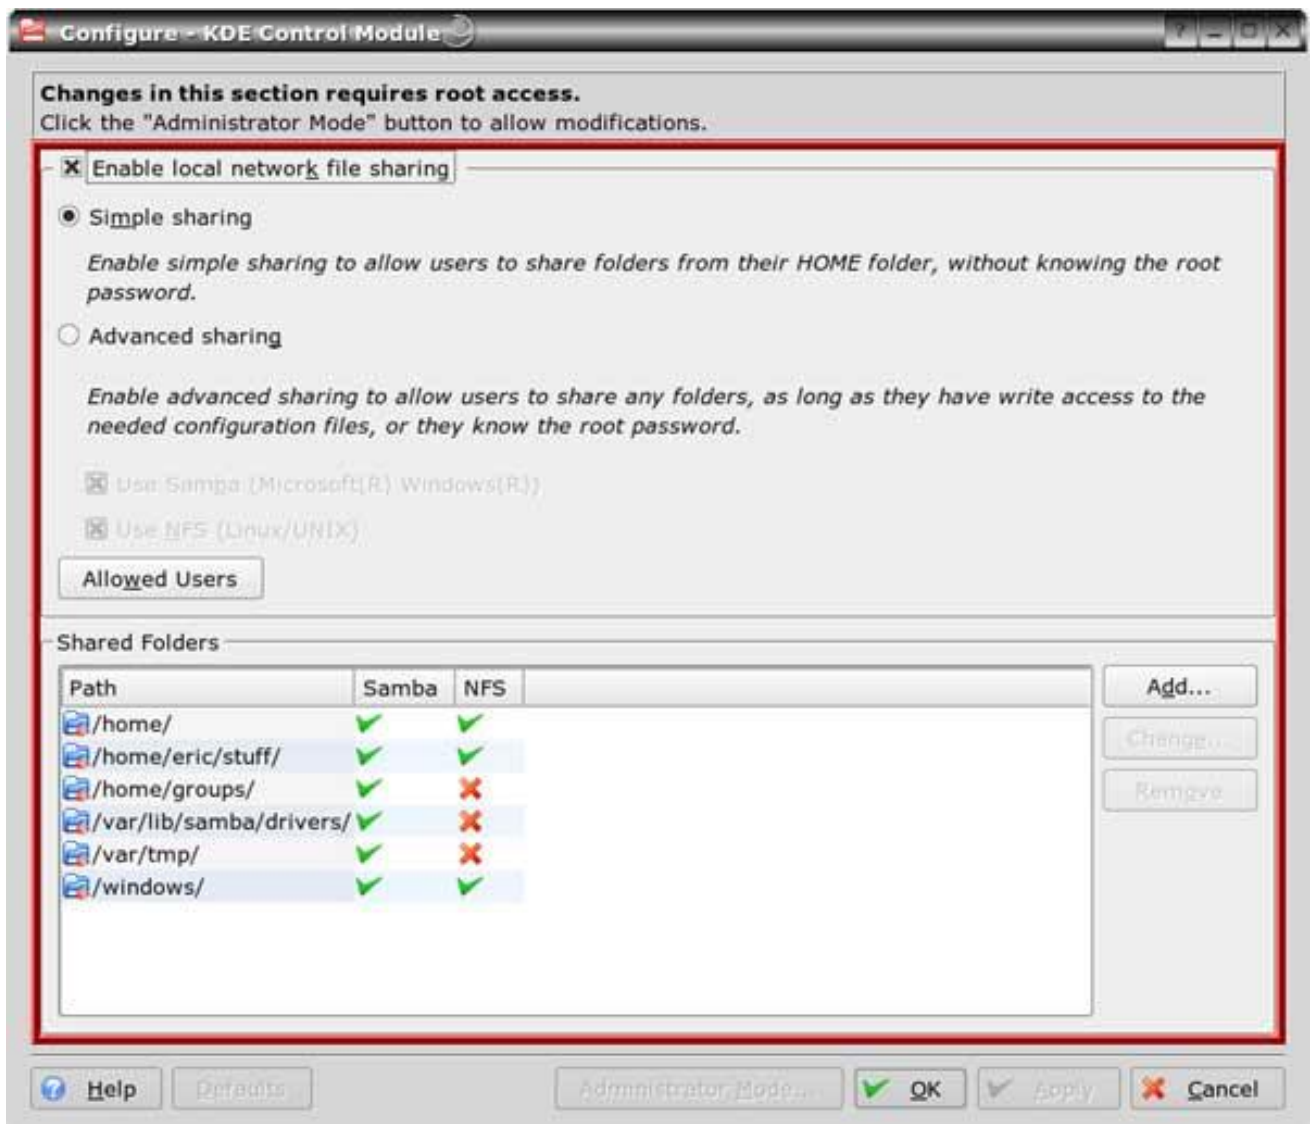 Configure - KDE Control Module
Changes in this section requires root access.
Click the "Administrator Mode" button to allow modifications.
Enable local network file sharing
Simple sharing
Enable simple sharing to allow users to share folders from their HOME folder, without knowing the root
password.
Advanced sharing
Enable advanced sharing to allow users to share any folders, as long as they have write access to the
needed configuration files, or they know the root password.
Use Samba (Microsoft(R) Windows(R))
Use NFS (Linux/UNIX)
Allowed Users
Shared Folders
Path Samba NFS
/home/
/home/eric/stuff/
/home/groups/
/var/lib/samba/drivers/
/var/tmp/
/windows/
Add...
Change...
Remove
Help Defaults Administrator Mode... OK Apply Cancel